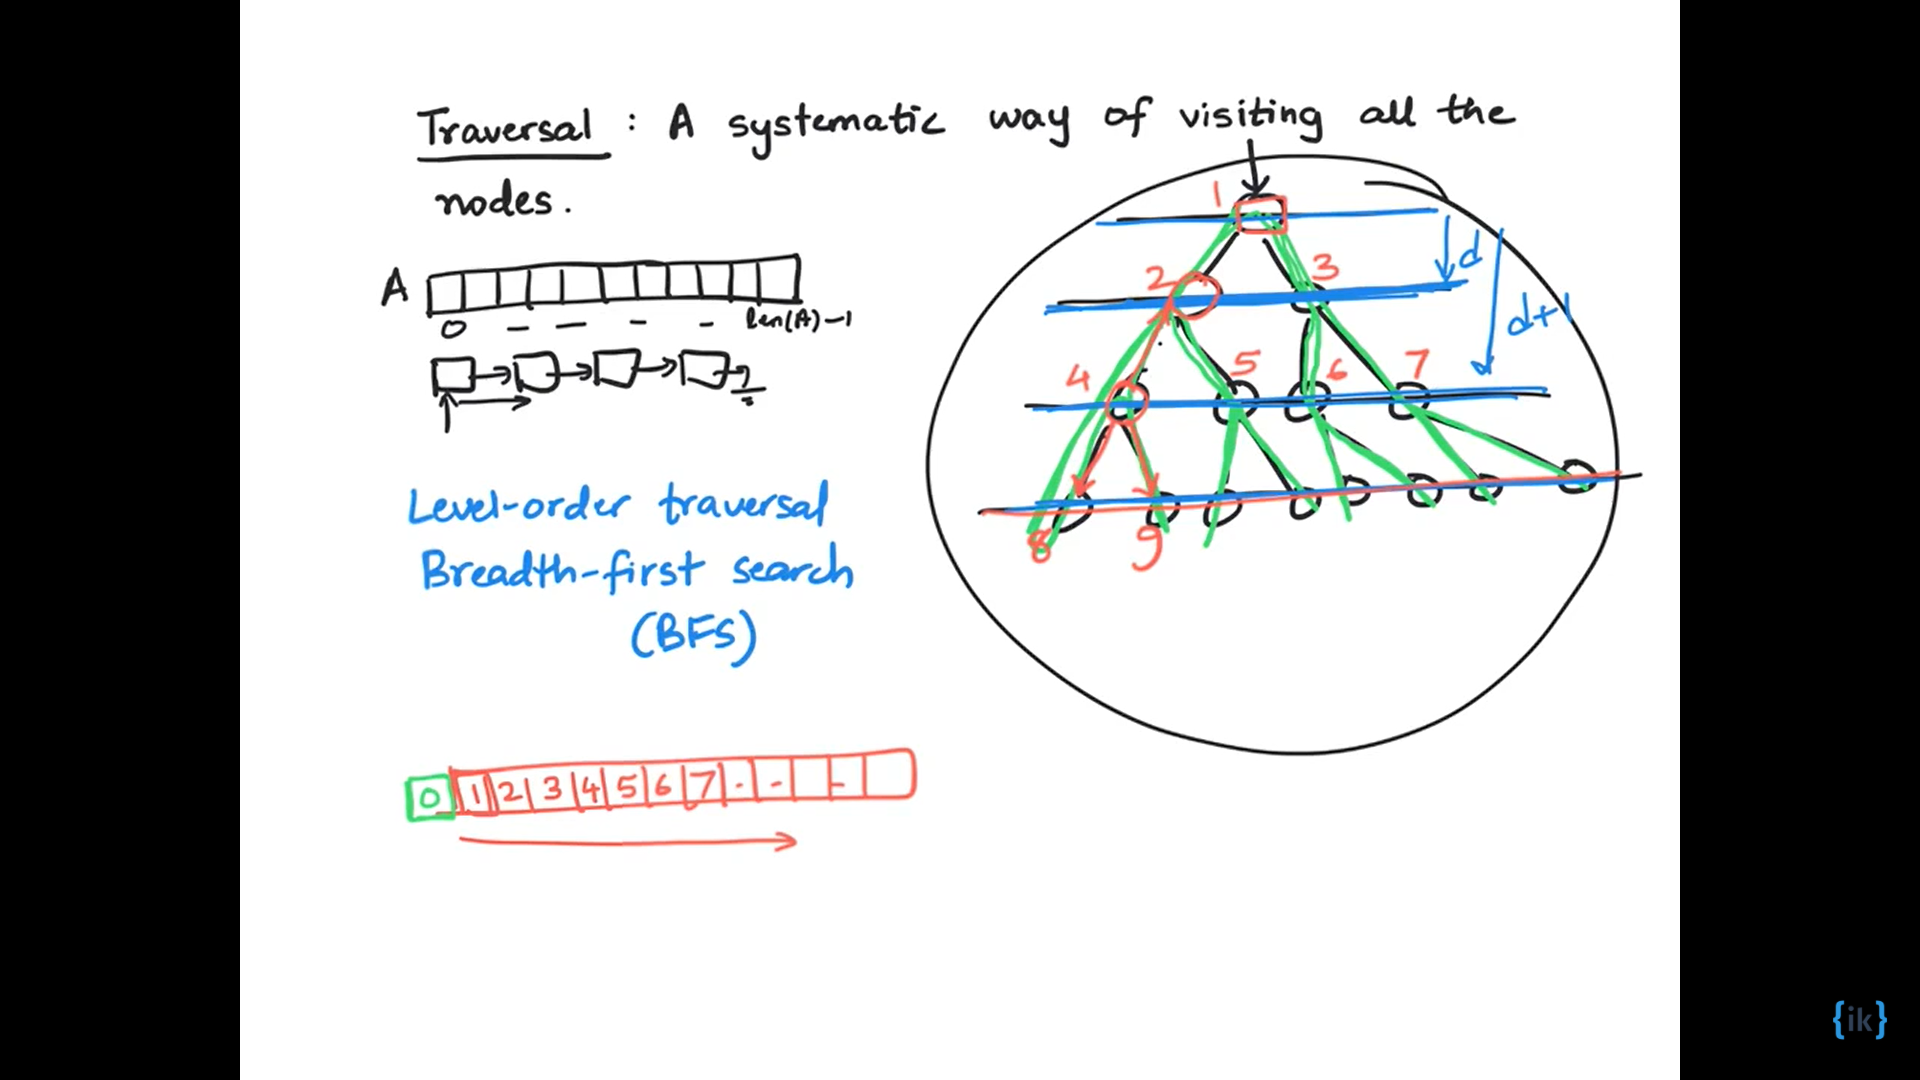 Traversal : A systematic way of visiting all the
nodes.
1
d
2 3
A
0 - - - - len(A)-1
d+1
4 5 6 7
Level-order traversal
Breadth-first search
(BFS)
8 9
0 1 2 3 4 5 6 7 . - -
{ik}